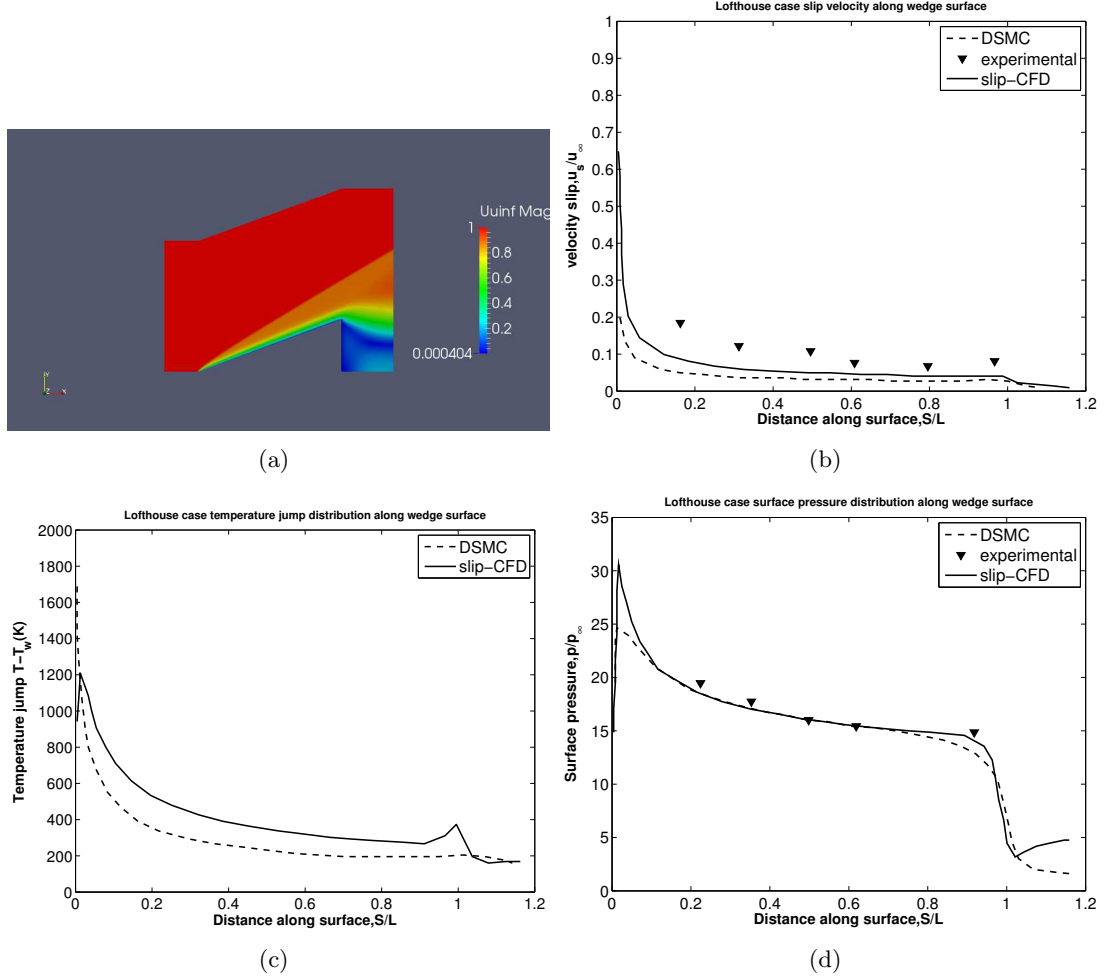 Uuinf Mag
1
0.8
0.6
0.4
0.2
0.000404
Y
Z
X
(a)
Lofthouse case slip velocity along wedge surface
DSMC
experimental
slip−CFD
1
0.9
0.8
0.7
0.6
0.5
0.4
0.3
0.2
0.1
0
velocity slip,u_s/u_∞
0 0.2 0.4 0.6 0.8 1 1.2
Distance along surface,S/L
(b)
Lofthouse case temperature jump distribution along wedge surface
DSMC
slip−CFD
2000
1800
1600
1400
1200
1000
800
600
400
200
0
Temperature jump T−T_w(K)
0 0.2 0.4 0.6 0.8 1 1.2
Distance along surface,S/L
(c)
Lofthouse case surface pressure distribution along wedge surface
DSMC
experimental
slip−CFD
35
30
25
20
15
10
5
0
Surface pressure,p/p_∞
0 0.2 0.4 0.6 0.8 1 1.2
Distance along surface,S/L
(d)